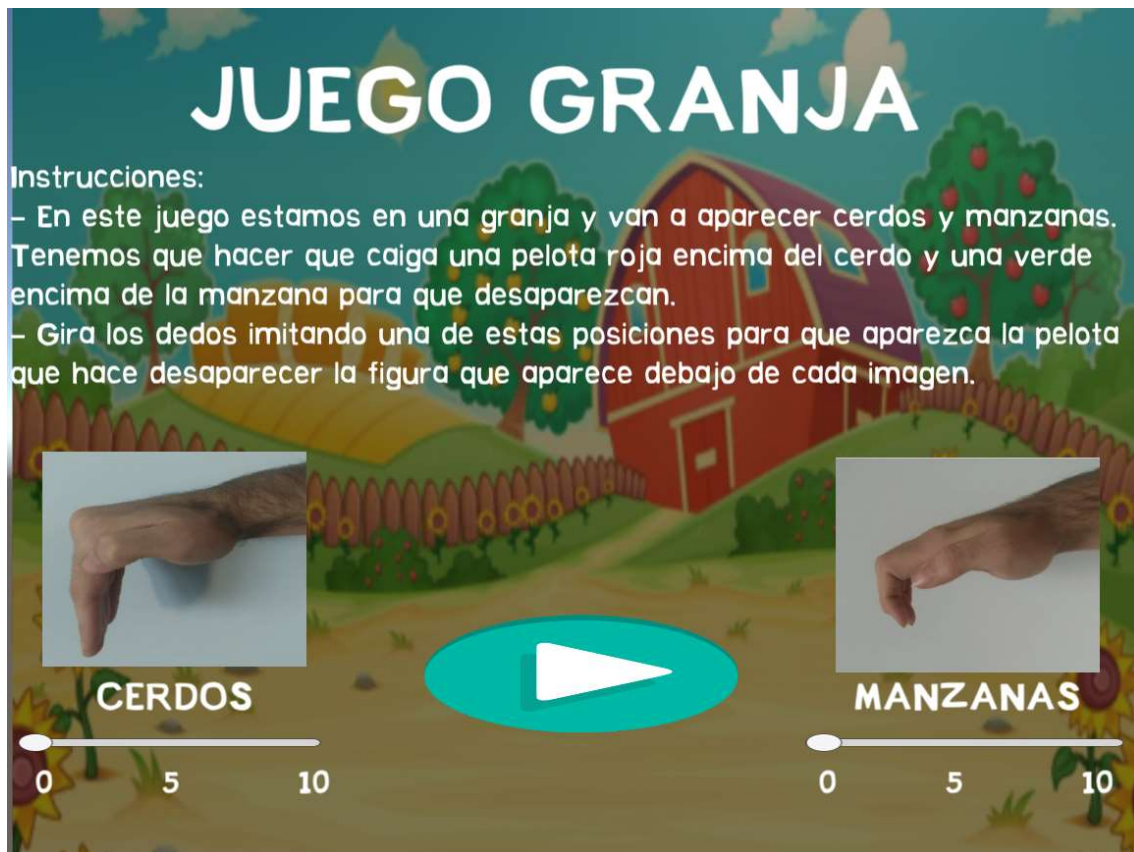 JUEGO GRANJA
Instrucciones:
- En este juego estamos en una granja y van a aparecer cerdos y manzanas.
Tenemos que hacer que caiga una pelota roja encima del cerdo y una verde
encima de la manzana para que desaparezcan.
- Gira los dedos imitando una de estas posiciones para que aparezca la pelota
que hace desaparecer la figura que aparece debajo de cada imagen.
CERDOS
MANZANAS
0 5 10
0 5 10